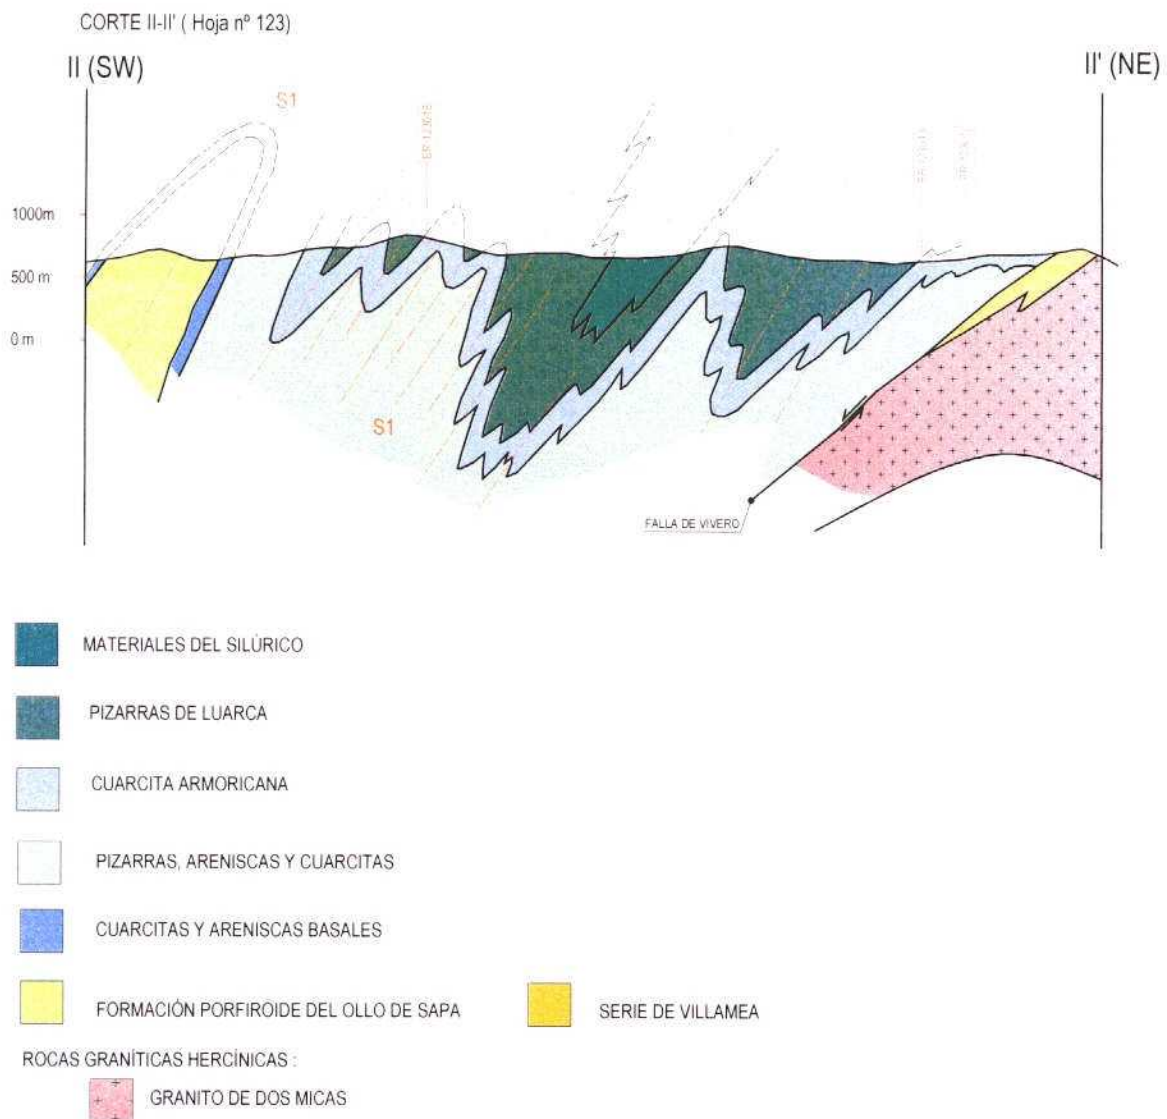 CORTE II-II' ( Hoja nº 123)
II (SW)
II' (NE)
S1
1000m
500 m
0 m
S1
FALLA DE VIVERO
MATERIALES DEL SILÚRICO
PIZARRAS DE LUARCA
CUARCITA ARMORICANA
PIZARRAS, ARENISCAS Y CUARCITAS
CUARCITAS Y ARENISCAS BASALES
FORMACIÓN PORFIROIDE DEL OLLO DE SAPA
SERIE DE VILLAMEA
ROCAS GRANÍTICAS HERCÍNICAS :
GRANITO DE DOS MICAS